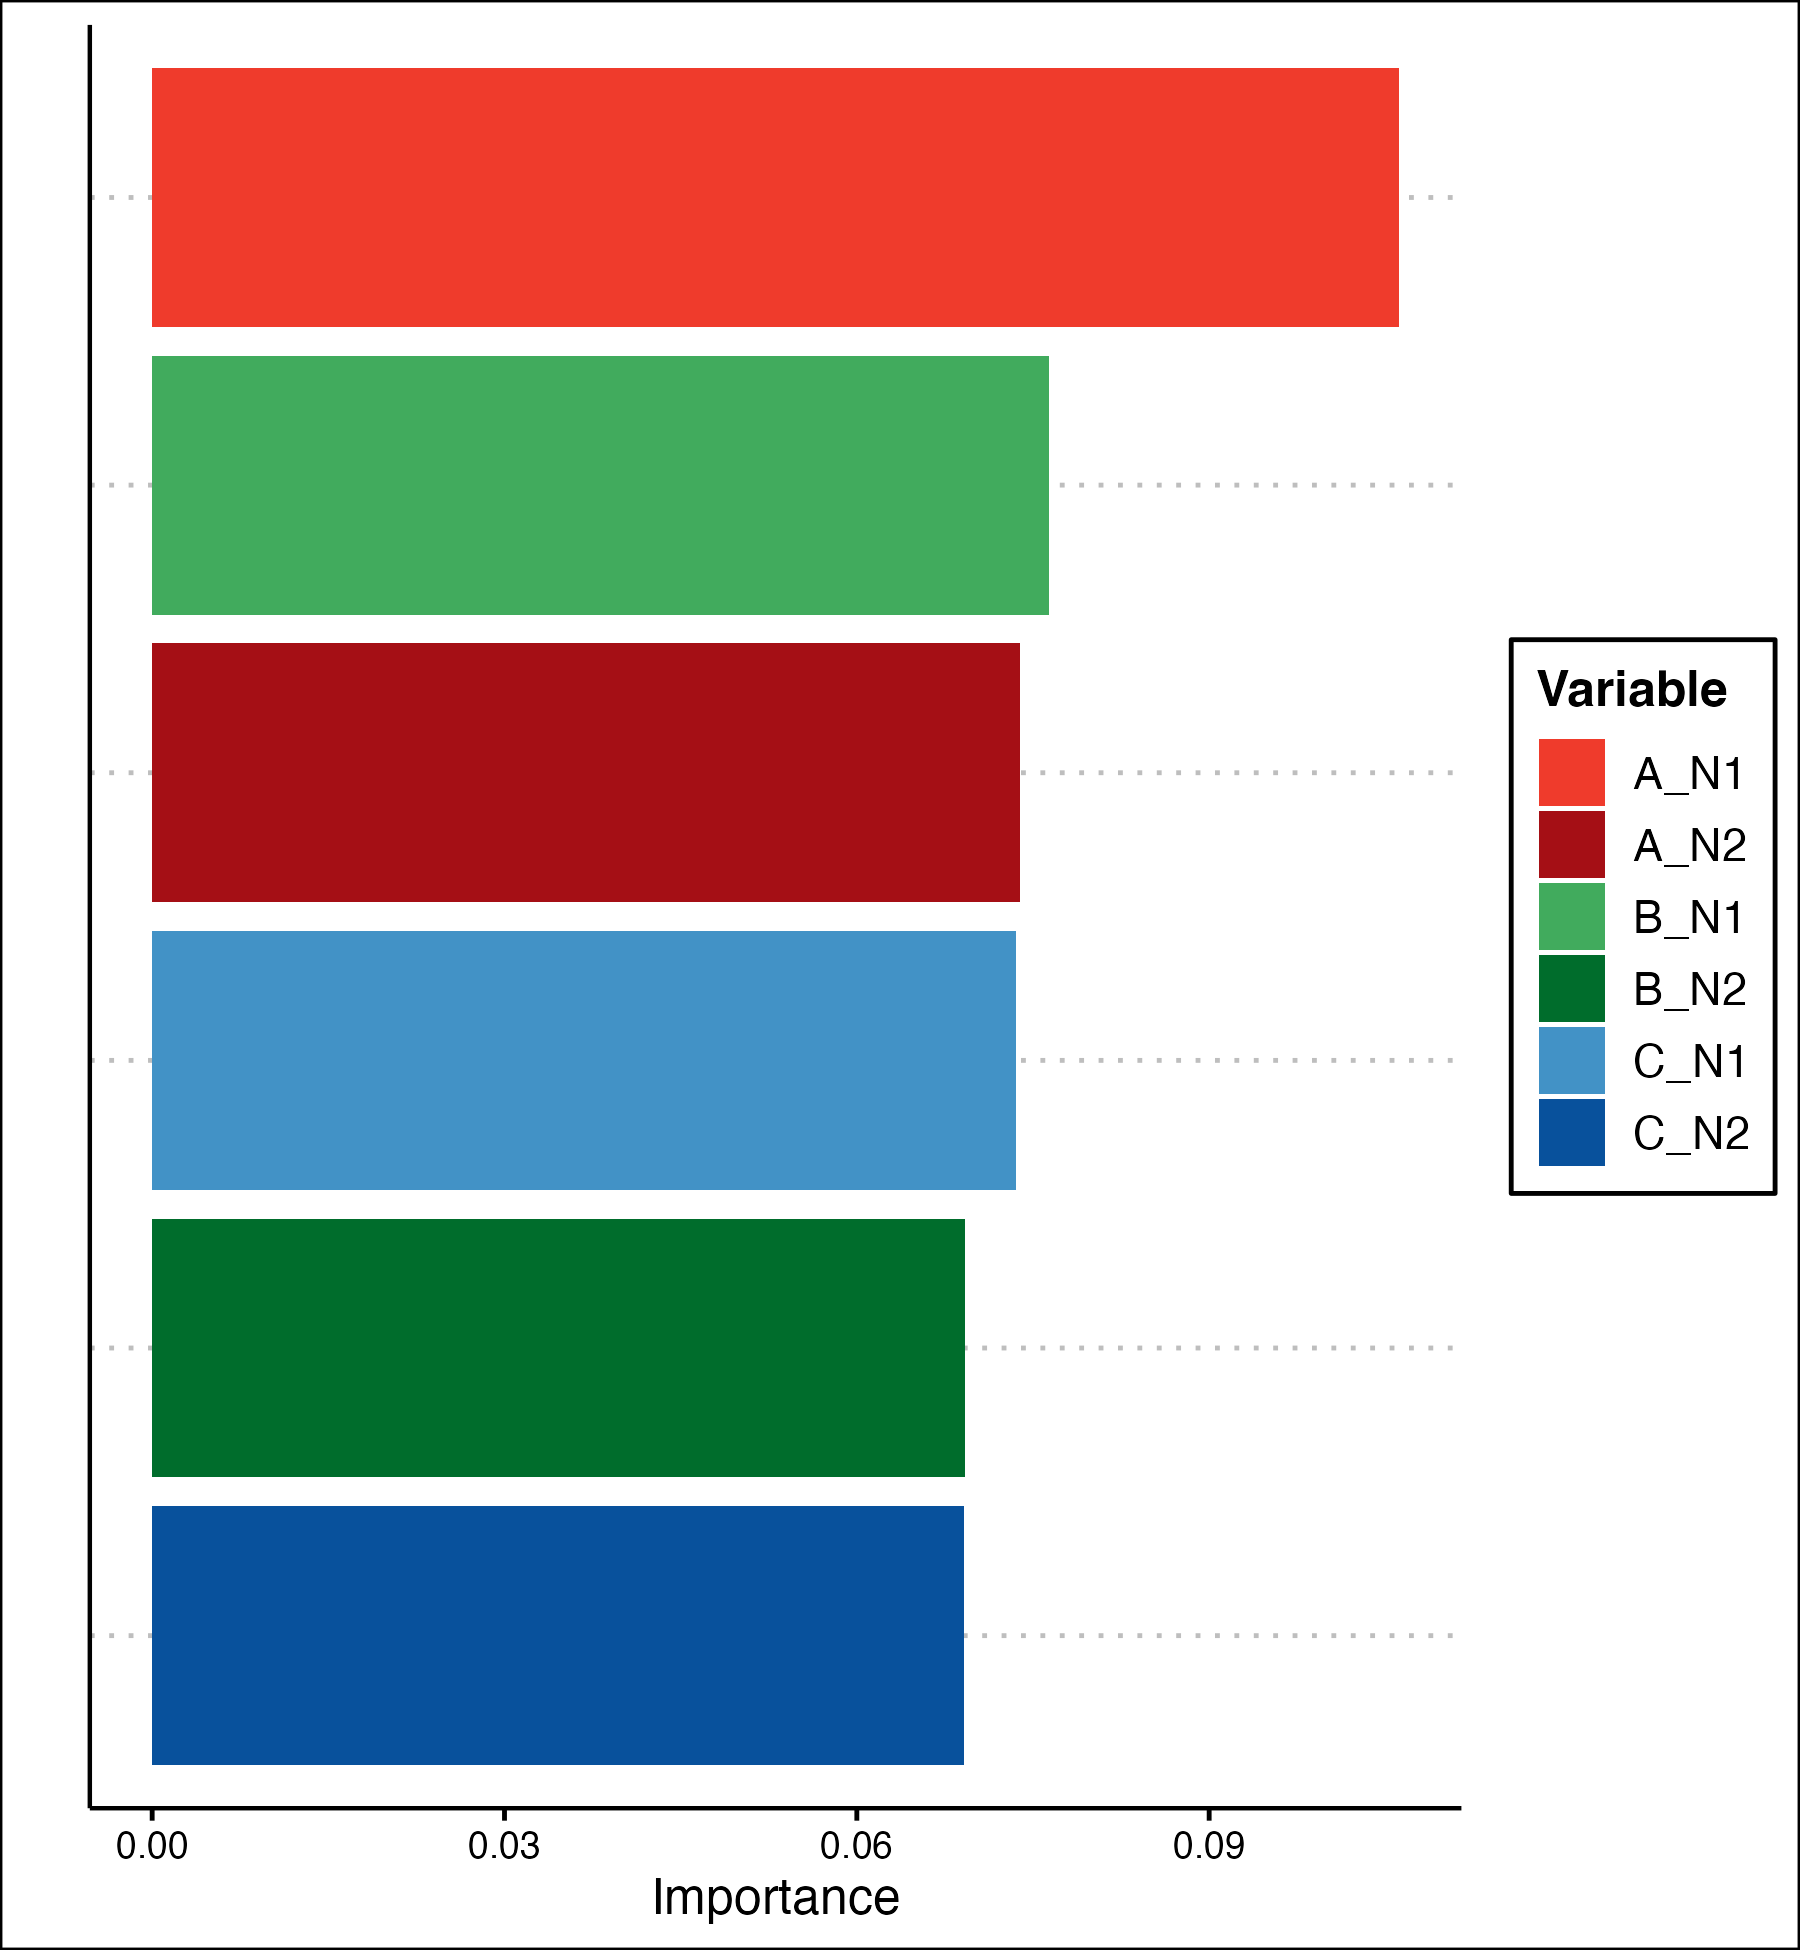 Variable
A_N1
A_N2
B_N1
B_N2
C_N1
C_N2
0.00 0.03 0.06 0.09
Importance